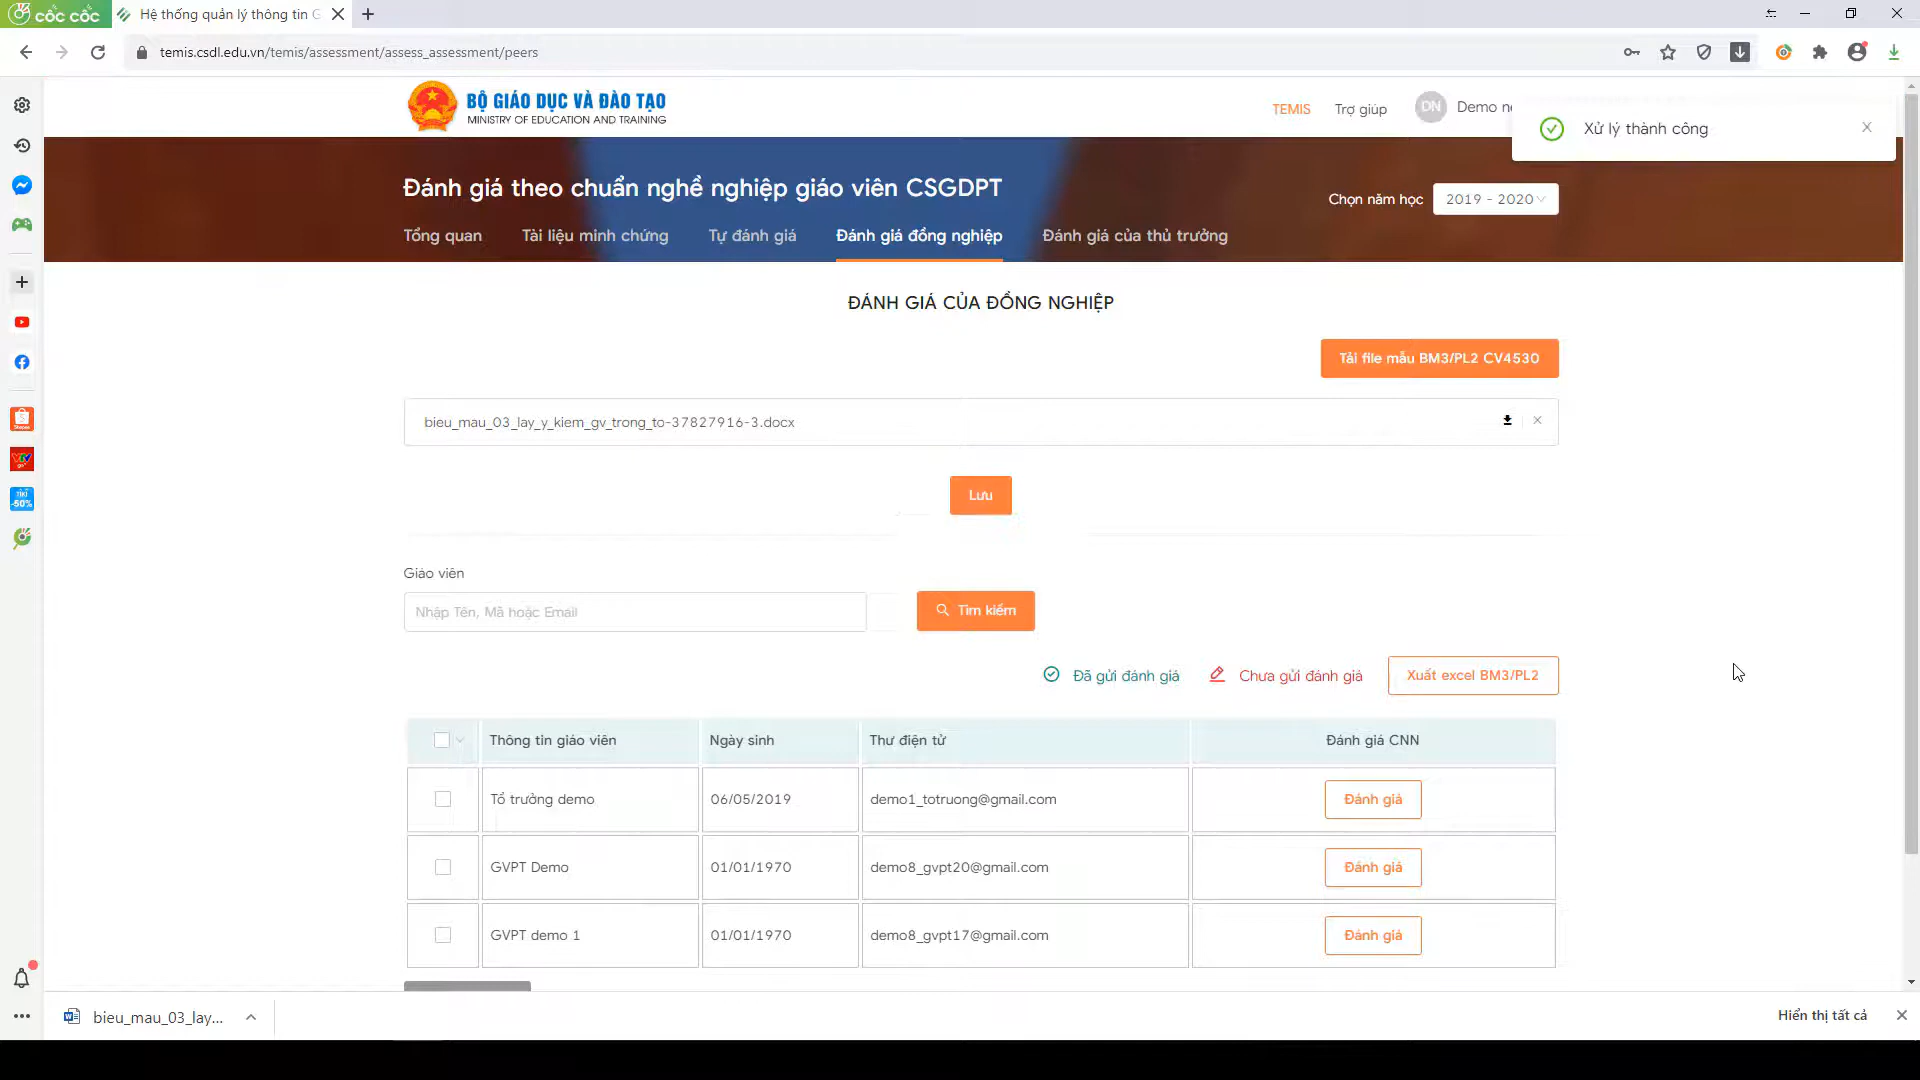 cốc cốc
Hệ thống quản lý thông tin G
temis.csdl.edu.vn/temis/assessment/assess_assessment/peers
BỘ GIÁO DỤC VÀ ĐÀO TẠO
MINISTRY OF EDUCATION AND TRAINING
TEMIS
Trợ giúp
DN
Demo
Xử lý thành công
Đánh giá theo chuẩn nghề nghiệp giáo viên CSGDPT
Chọn năm học
2019 - 2020
Tổng quan
Tài liệu minh chứng
Tự đánh giá
Đánh giá đồng nghiệp
Đánh giá của thủ trưởng
ĐÁNH GIÁ CỦA ĐỒNG NGHIỆP
Tải file mẫu BM3/PL2 CV4530
bieu_mau_03_lay_y_kiem_gv_trong_to-37827916-3.docx
Lưu
Giáo viên
Nhập Tên, Mã hoặc Email
Tìm kiếm
Đã gửi đánh giá
Chưa gửi đánh giá
Xuất excel BM3/PL2
Thông tin giáo viên
Ngày sinh
Thư điện tử
Đánh giá CNN
Tổ trưởng demo
06/05/2019
demo1_totruong@gmail.com
Đánh giá
GVPT Demo
01/01/1970
demo8_gvpt20@gmail.com
Đánh giá
GVPT demo 1
01/01/1970
demo8_gvpt17@gmail.com
Đánh giá
bieu_mau_03_lay...
Hiển thị tất cả